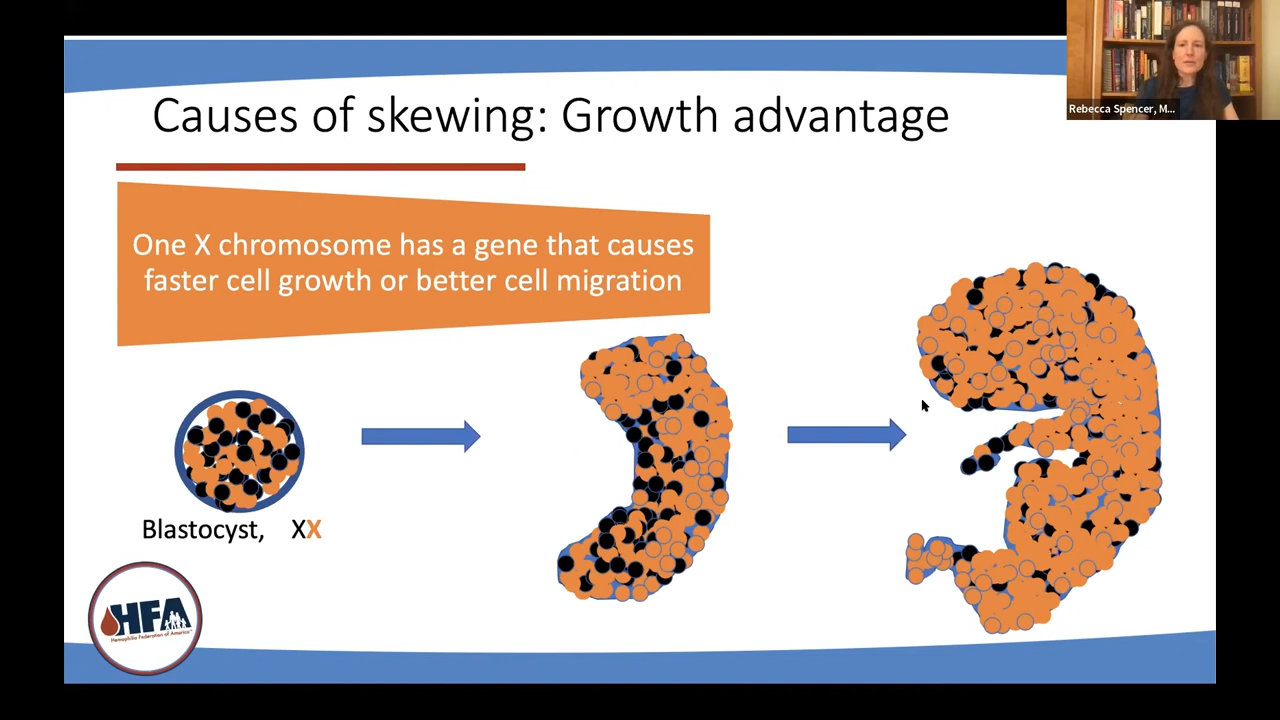 Rebecca Spencer, M...
Causes of skewing: Growth advantage
One X chromosome has a gene that causes
faster cell growth or better cell migration
Blastocyst, XX
HFA
Hemophilia Federation of America